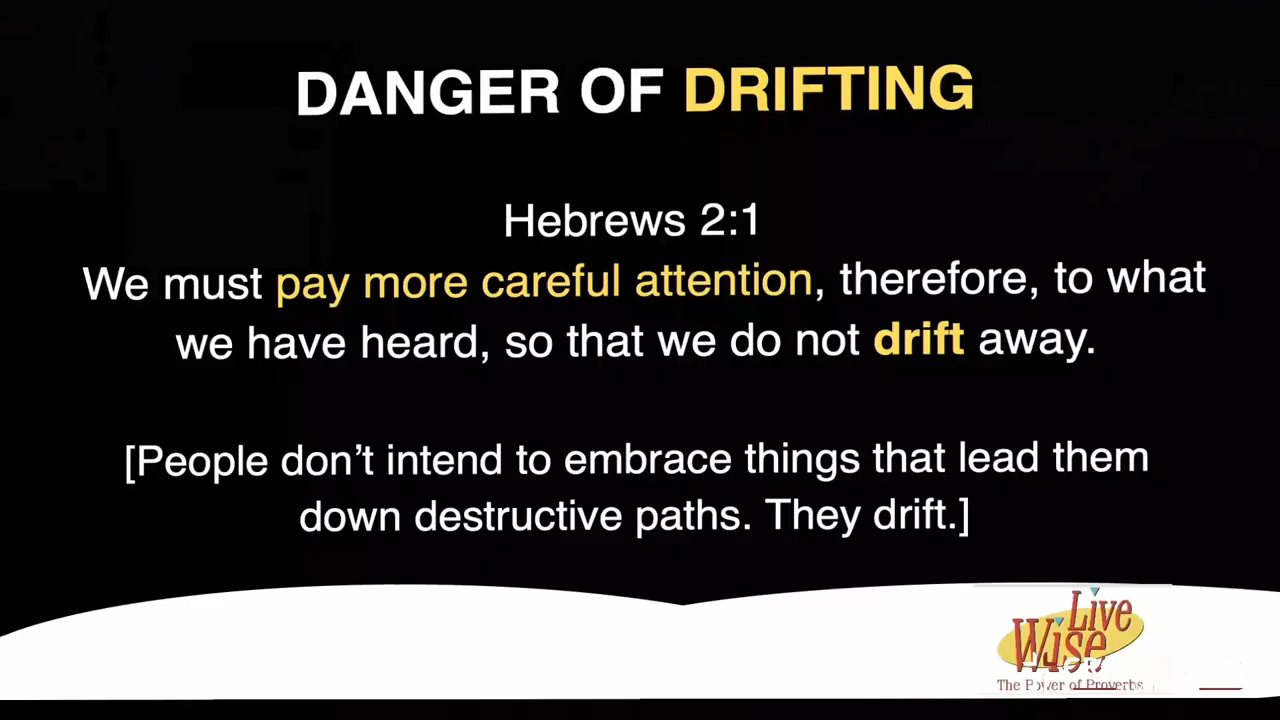 DANGER OF DRIFTING
Hebrews 2:1
We must pay more careful attention, therefore, to what
we have heard, so that we do not drift away.
[People don't intend to embrace things that lead them
down destructive paths. They drift.]
Live
Wise
The Power of Proverbs